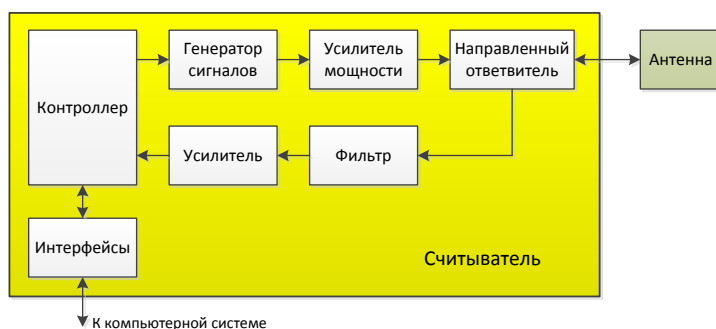 Генератор
сигналов
Усилитель
мощности
Направленный
ответвитель
Антенна
Контроллер
Усилитель
Фильтр
Интерфейсы
Считыватель
К компьютерной системе